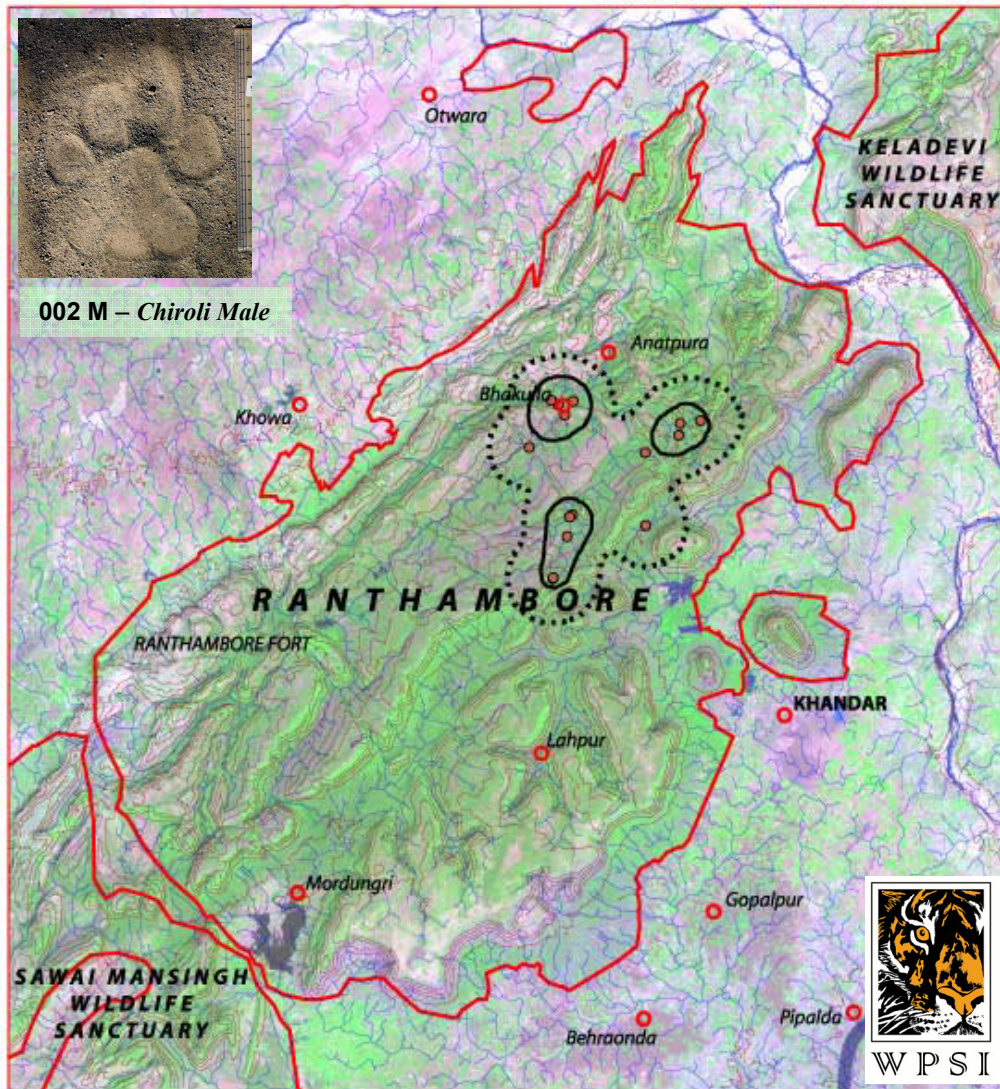 002 M – Chiroli Male
Otwara
KELADEVI
WILDLIFE
SANCTUARY
Anatpura
Bhakulla
Khowa
RANTHAMBORE
RANTHAMBORE FORT
KHANDAR
Lahpur
Mordungri
Gopalpur
SAWAI MANSINGH
WILDLIFE
SANCTUARY
Behraonda
Pipalda
WPSI